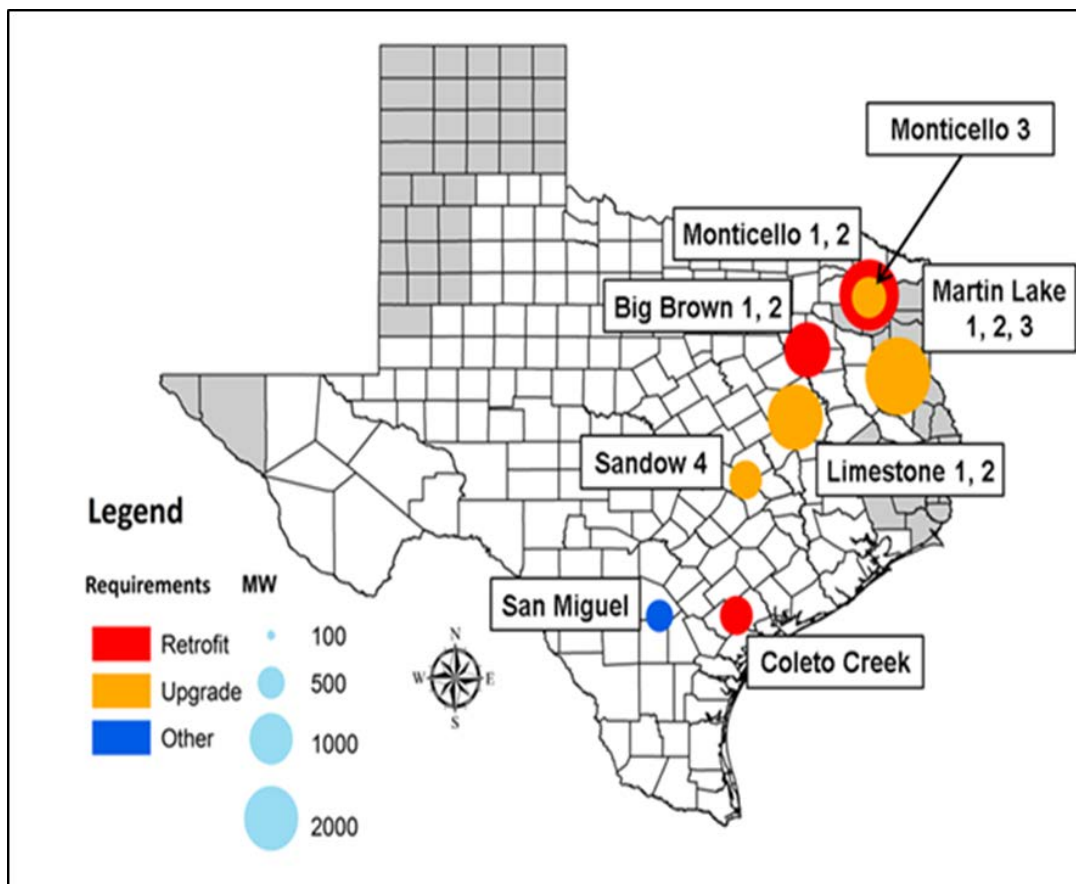 Monticello 3
Monticello 1, 2
Martin Lake
1, 2, 3
Big Brown 1, 2
Sandow 4
Limestone 1, 2
San Miguel
Coleto Creek
Legend
Requirements MW
Retrofit
Upgrade
Other
100
500
1000
2000
N
W E
S